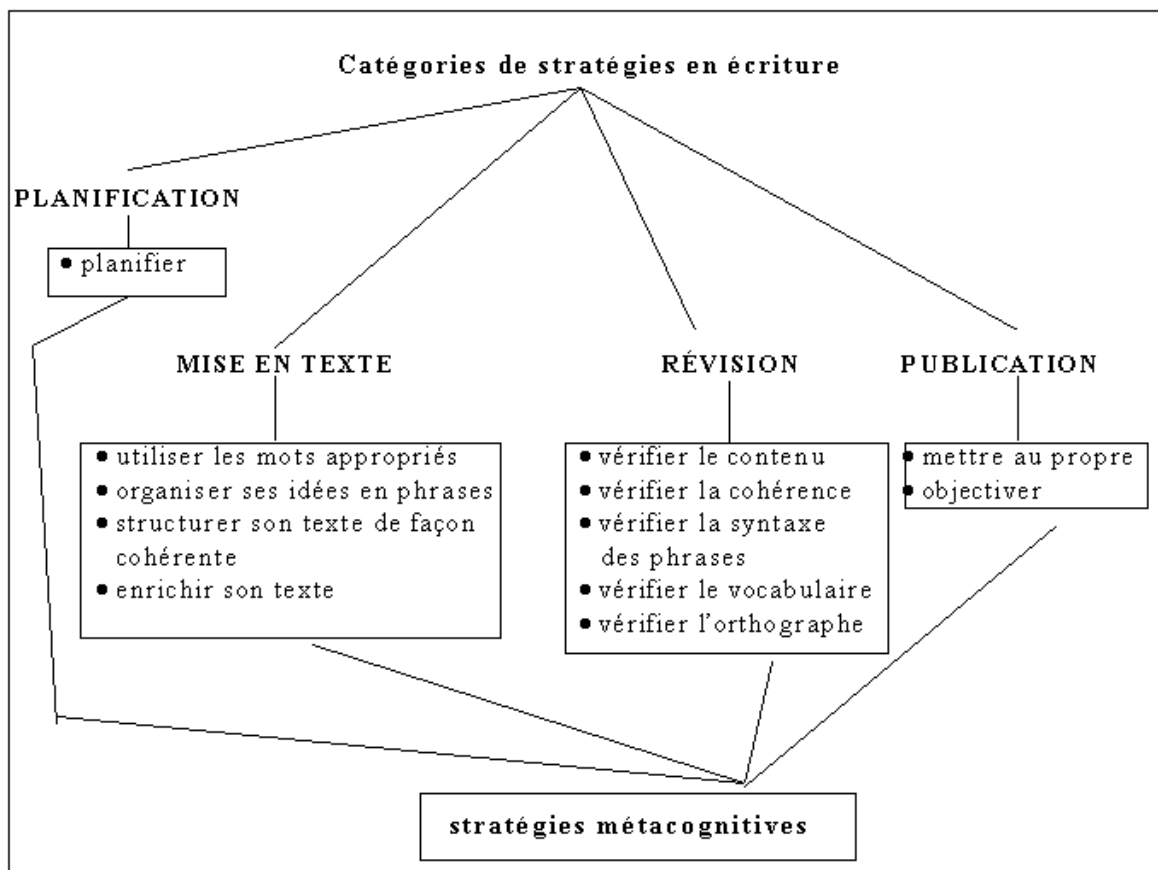 Catégories de stratégies en écriture
PLANIFICATION
• planifier
MISE EN TEXTE
• utiliser les mots appropriés
• organiser ses idées en phrases
• structurer son texte de façon
cohérente
• enrichir son texte
RÉVISION
• vérifier le contenu
• vérifier la cohérence
• vérifier la syntaxe
des phrases
• vérifier le vocabulaire
• vérifier l'orthographe
PUBLICATION
• mettre au propre
• objectiver
stratégies métacognitives